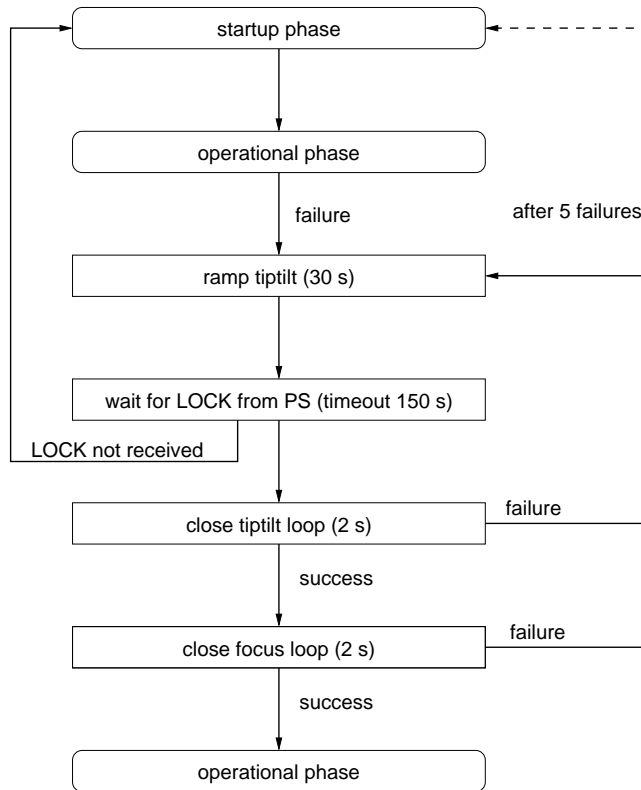 startup phase
operational phase
failure
after 5 failures
ramp tiptilt (30 s)
wait for LOCK from PS (timeout 150 s)
LOCK not received
close tiptilt loop (2 s)
failure
success
close focus loop (2 s)
failure
success
operational phase